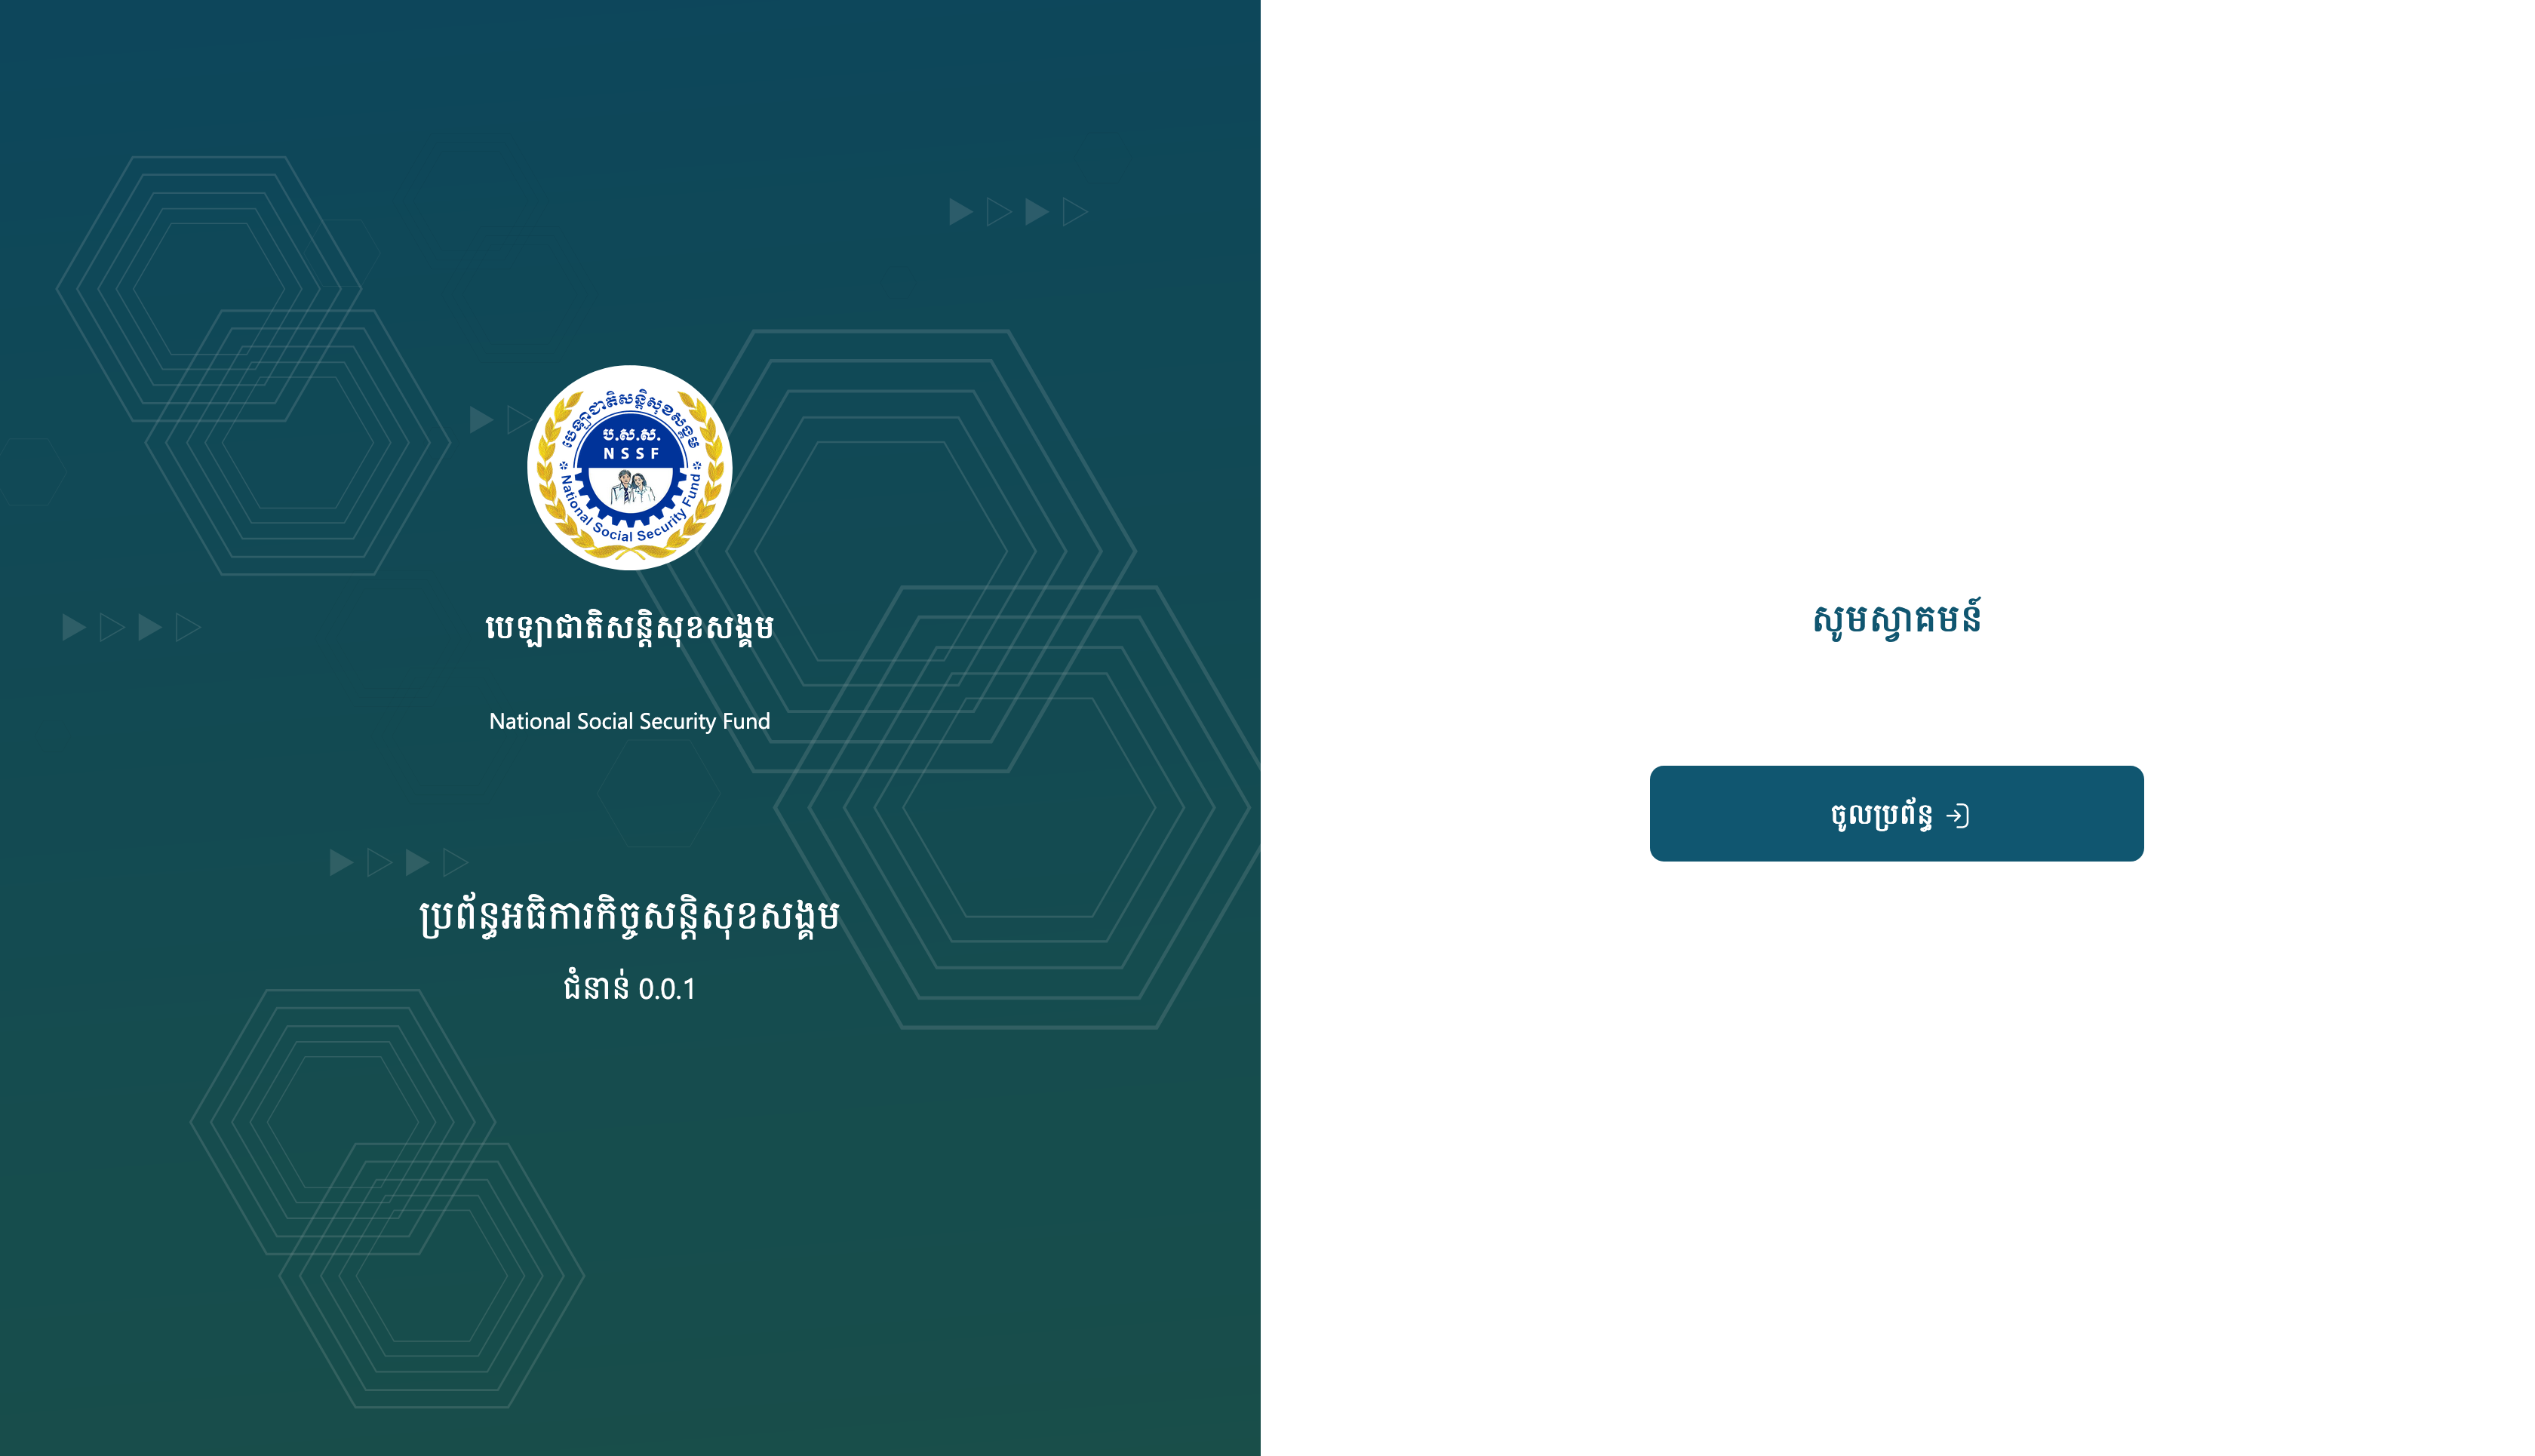 បេឡាជាតិសន្តិសុខសង្គម
ប.ស.ស.
NSSF
National Social Security Fund
បេឡាជាតិសន្តិសុខសង្គម
National Social Security Fund
ប្រព័ន្ធអធិការកិច្ចសន្តិសុខសង្គម
ជំនាន់ 0.0.1
សូមស្វាគមន៍
ចូលប្រព័ន្ធ